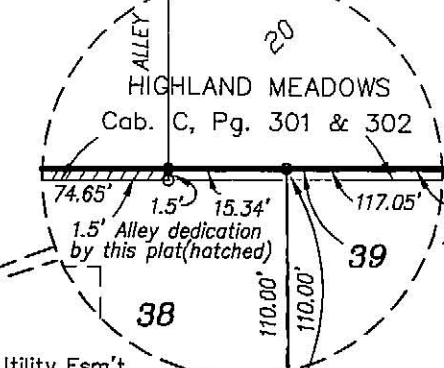 ALLEY
20
HIGHLAND MEADOWS
Cab. C, Pg. 301 & 302
74.65'
1.5'
15.34'
117.05'
1.5' Alley dedication
by this plat(hatched)
39
38
110.00'
110.00'
Utility Esm't